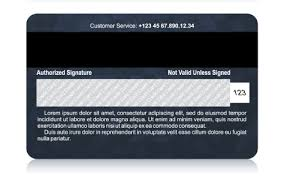 Customer Service: +123 45 67.890.12.34
Authorized Signature Not Valid Unless Signed
123
Lorem ipsum dolor sit amet, consectetur adipisicing elit,
sed do eiusmod tempor incididunt ut labore et dolore
magna aliqua. Ut enim ad minim veniam, quis nostrud
exercitation ullamco laboris nisi ut aliquip ex ea commodo
consequat. Duis aute irure dolor in reprehenderit in
voluptate velit esse cillum dolore eu fugiat nulla pariatur.